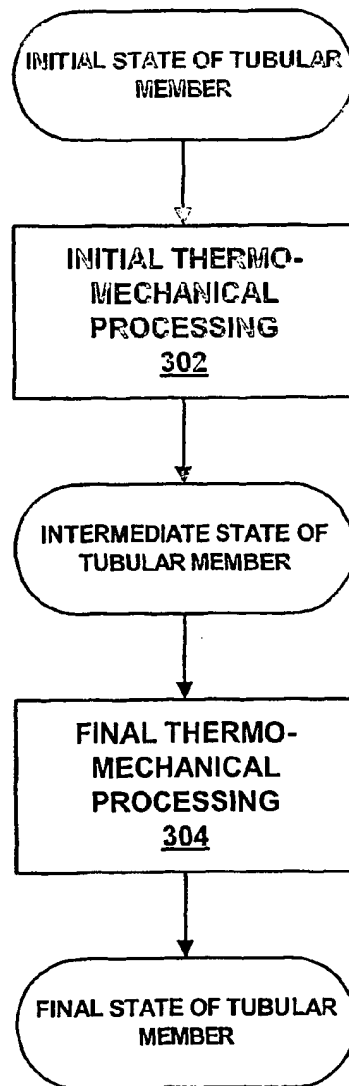 INITIAL STATE OF TUBULAR
MEMBER
INITIAL THERMO-
MECHANICAL
PROCESSING
302
INTERMEDIATE STATE OF
TUBULAR MEMBER
FINAL THERMO-
MECHANICAL
PROCESSING
304
FINAL STATE OF TUBULAR
MEMBER